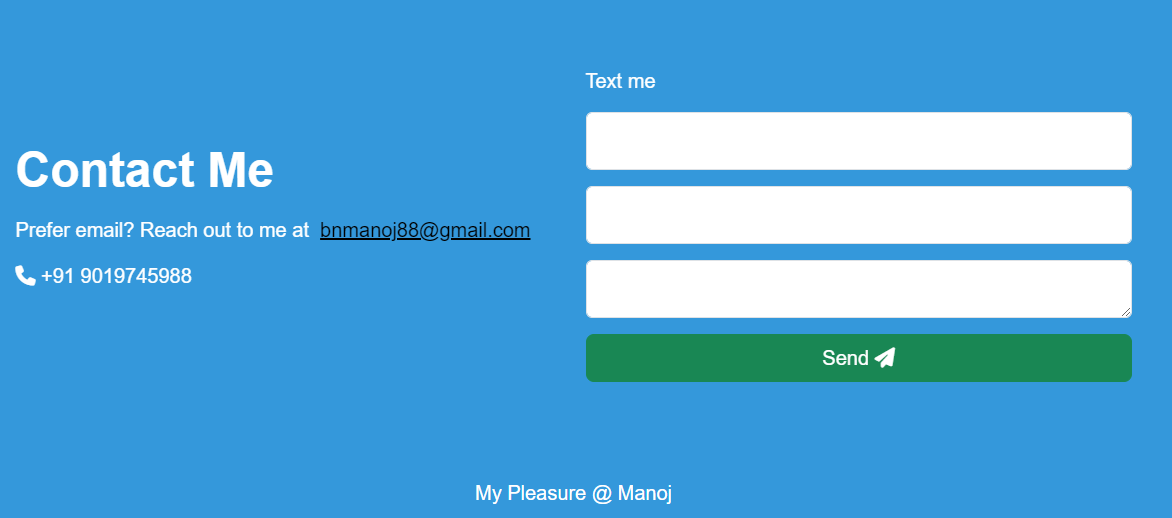 Contact Me
Prefer email? Reach out to me at bnmanoj88@gmail.com
+91 9019745988
Text me
Send
My Pleasure @ Manoj